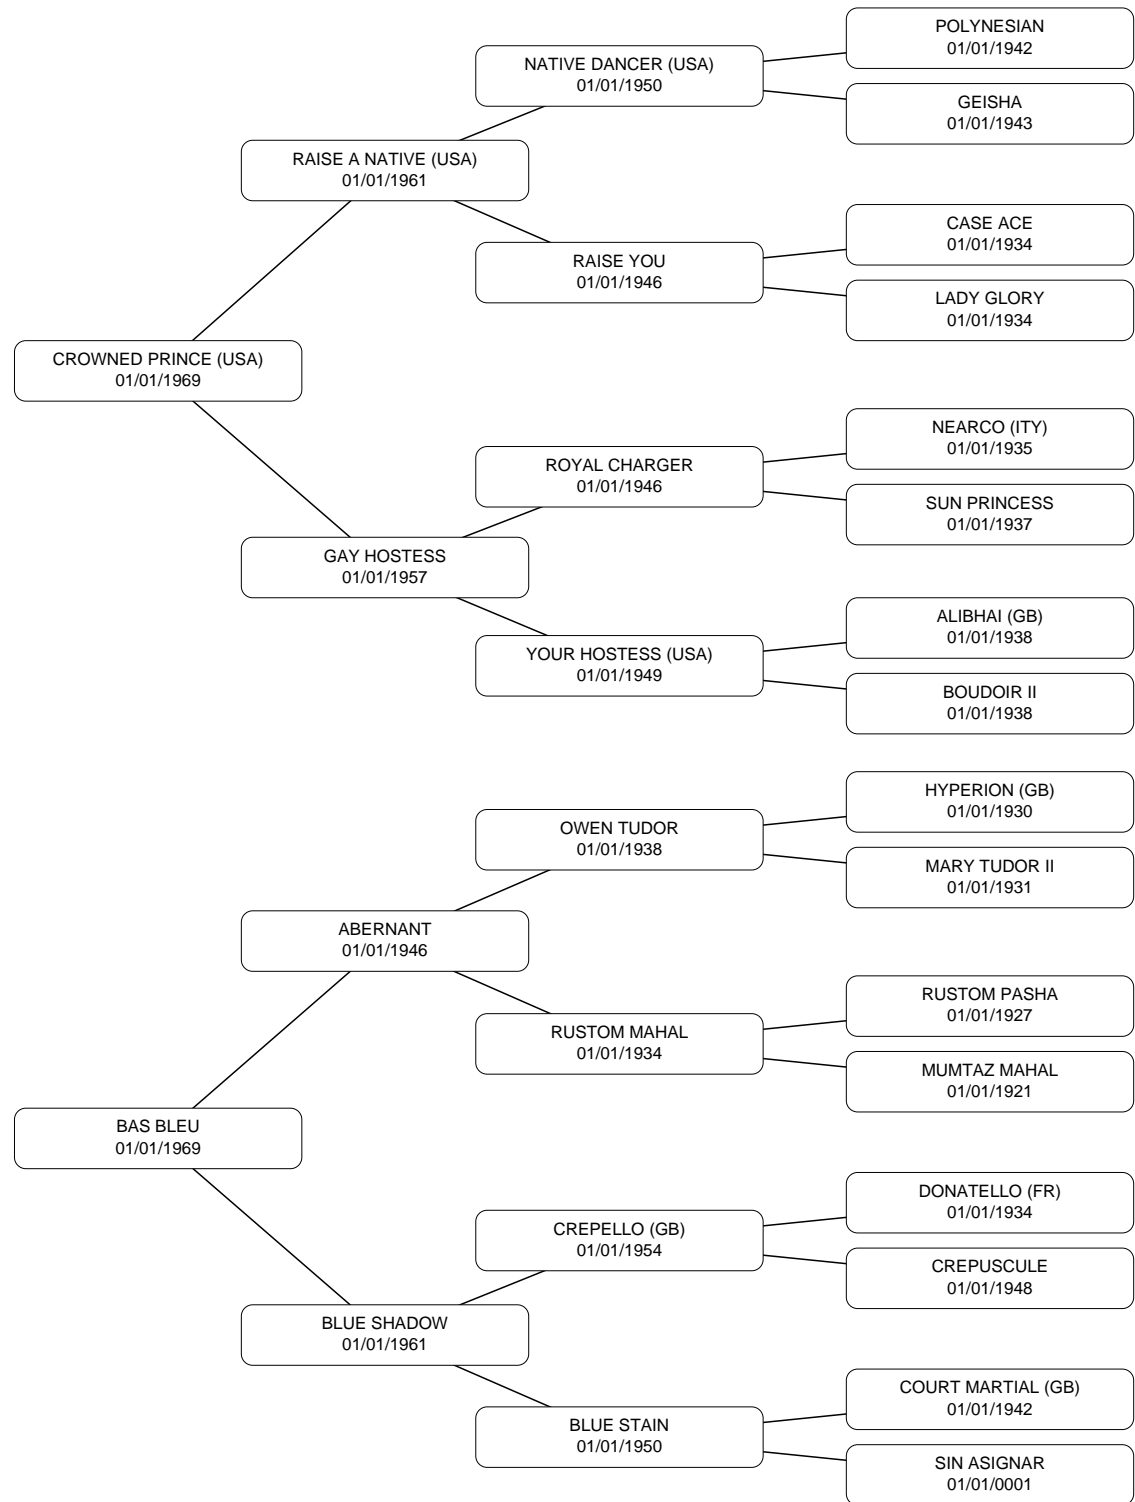 POLYNESIAN
01/01/1942
NATIVE DANCER (USA)
01/01/1950
GEISHA
01/01/1943
RAISE A NATIVE (USA)
01/01/1961
CASE ACE
01/01/1934
RAISE YOU
01/01/1946
LADY GLORY
01/01/1934
CROWNED PRINCE (USA)
01/01/1969
NEARCO (ITY)
01/01/1935
ROYAL CHARGER
01/01/1946
SUN PRINCESS
01/01/1937
GAY HOSTESS
01/01/1957
ALIBHAI (GB)
01/01/1938
YOUR HOSTESS (USA)
01/01/1949
BOUDOIR II
01/01/1938
HYPERION (GB)
01/01/1930
OWEN TUDOR
01/01/1938
MARY TUDOR II
01/01/1931
ABERNANT
01/01/1946
RUSTOM PASHA
01/01/1927
RUSTOM MAHAL
01/01/1934
MUMTAZ MAHAL
01/01/1921
BAS BLEU
01/01/1969
DONATELLO (FR)
01/01/1934
CREPELLO (GB)
01/01/1954
CREPUSCULE
01/01/1948
BLUE SHADOW
01/01/1961
COURT MARTIAL (GB)
01/01/1942
BLUE STAIN
01/01/1950
SIN ASIGNAR
01/01/0001